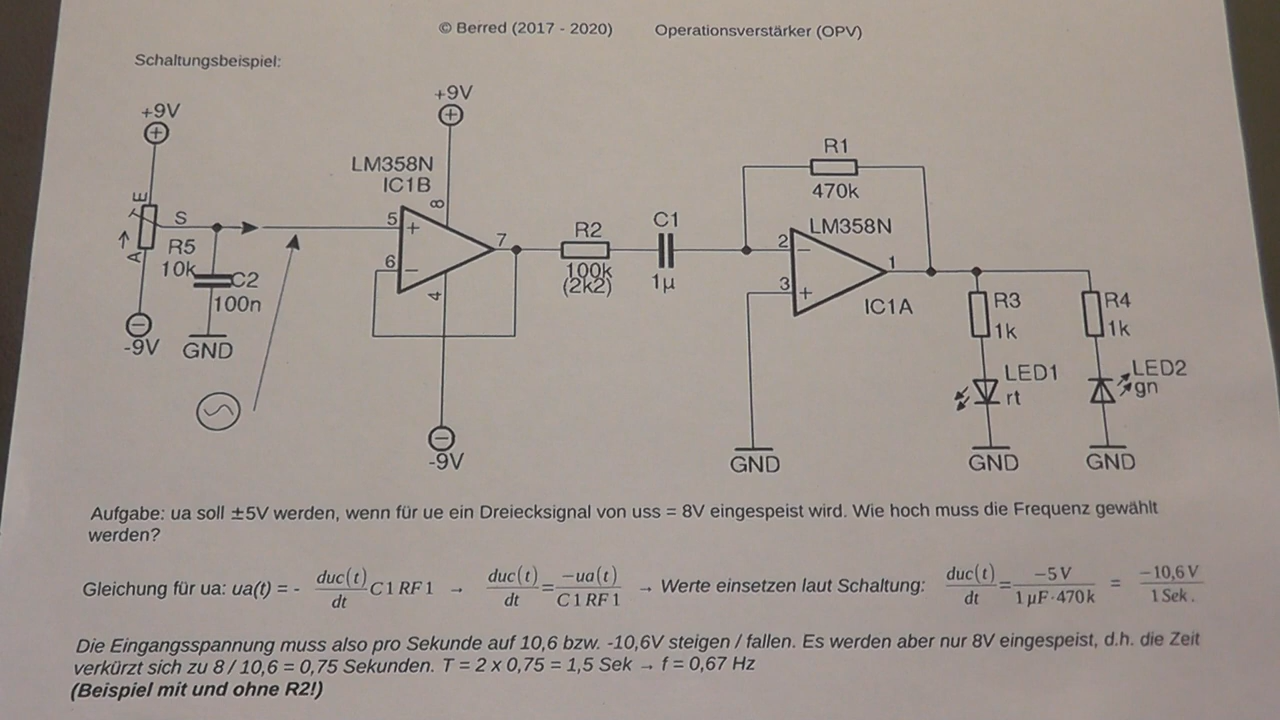 © Berred (2017 - 2020) Operationsverstärker (OPV)
Schaltungsbeispiel:
+9V
+9V
LM358N
IC1B
R1
470k
E
S
A
R5
10k
C2
100n
-9V
GND
5
6
8
4
7
+
−
R2
100k
(2k2)
C1
1µ
LM358N
2
3
1
−
+
IC1A
R3
1k
R4
1k
LED1
rt
LED2
gn
-9V
GND
GND
GND
Aufgabe: ua soll ±5V werden, wenn für ue ein Dreiecksignal von uss = 8V eingespeist wird. Wie hoch muss die Frequenz gewählt
werden?
Gleichung für ua: ua(t) = - duc(t)/dt C1 RF1 → duc(t)/dt = −ua(t)/C1 RF1 → Werte einsetzen laut Schaltung: duc(t)/dt = −5 V/1 µF·470 k = −10,6 V/1 Sek.
Die Eingangsspannung muss also pro Sekunde auf 10,6 bzw. -10,6V steigen / fallen. Es werden aber nur 8V eingespeist, d.h. die Zeit
verkürzt sich zu 8 / 10,6 = 0,75 Sekunden. T = 2 x 0,75 = 1,5 Sek → f = 0,67 Hz
(Beispiel mit und ohne R2!)